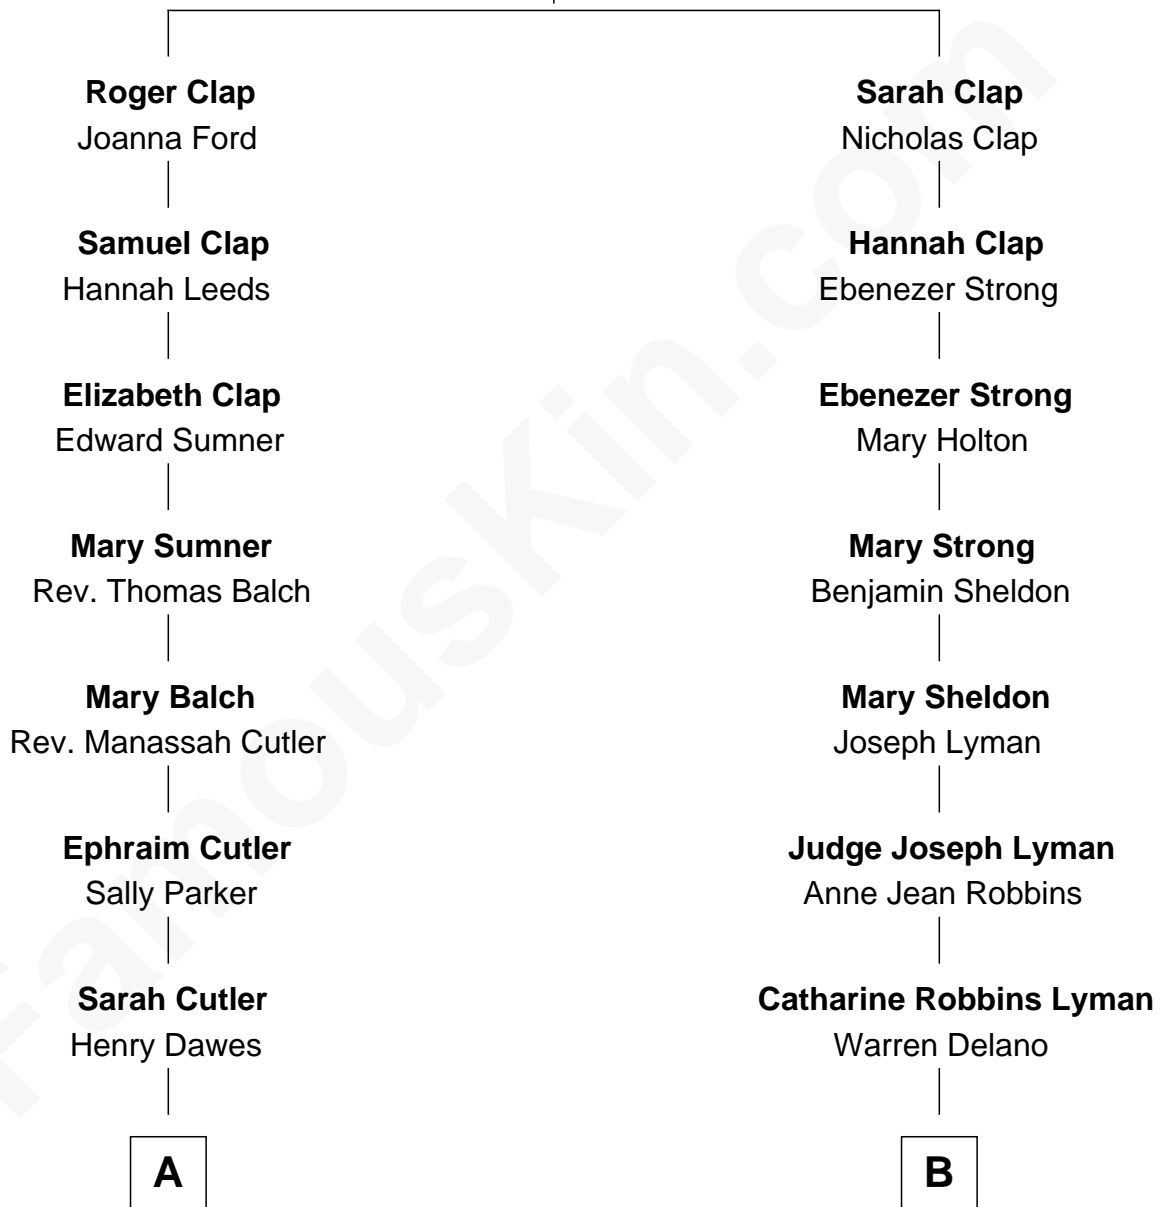 Roger Clap
Joanna Ford
Samuel Clap
Hannah Leeds
Elizabeth Clap
Edward Sumner
Mary Sumner
Rev. Thomas Balch
Mary Balch
Rev. Manassah Cutler
Ephraim Cutler
Sally Parker
Sarah Cutler
Henry Dawes
A
Sarah Clap
Nicholas Clap
Hannah Clap
Ebenezer Strong
Ebenezer Strong
Mary Holton
Mary Strong
Benjamin Sheldon
Mary Sheldon
Joseph Lyman
Judge Joseph Lyman
Anne Jean Robbins
Catharine Robbins Lyman
Warren Delano
B
FamousKin.com